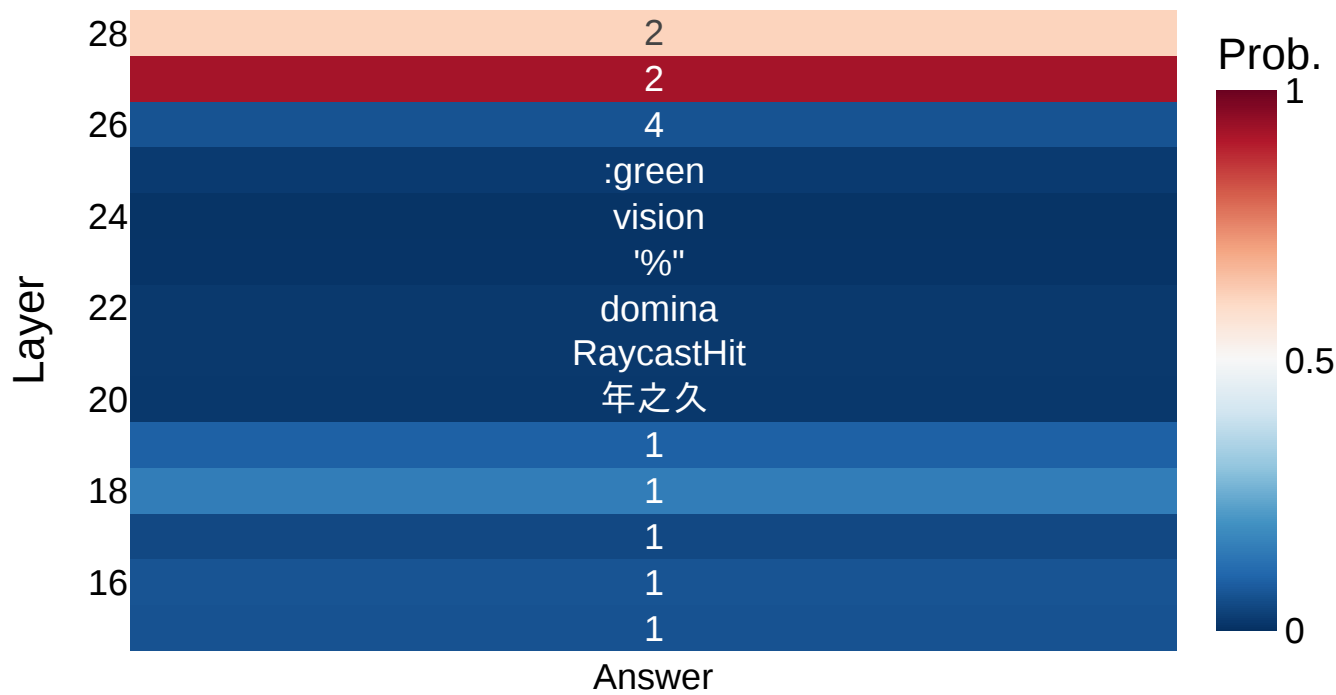 28
2
2
26
4
:green
24
vision
'%"
22
domina
RaycastHit
20
年之久
1
18
1
1
16
1
1
Layer
Answer
Prob.
1
0.5
0